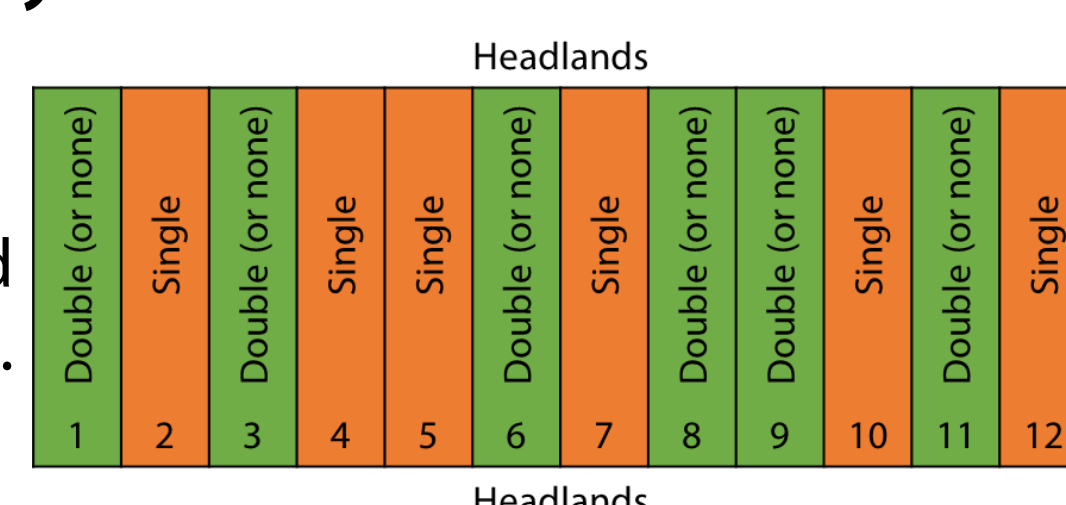 Headlands
Double (or none)
Single
Double (or none)
Single
Single
Double (or none)
Single
Double (or none)
Double (or none)
Single
Double (or none)
Single
1 2 3 4 5 6 7 8 9 10 11 12
Headlands